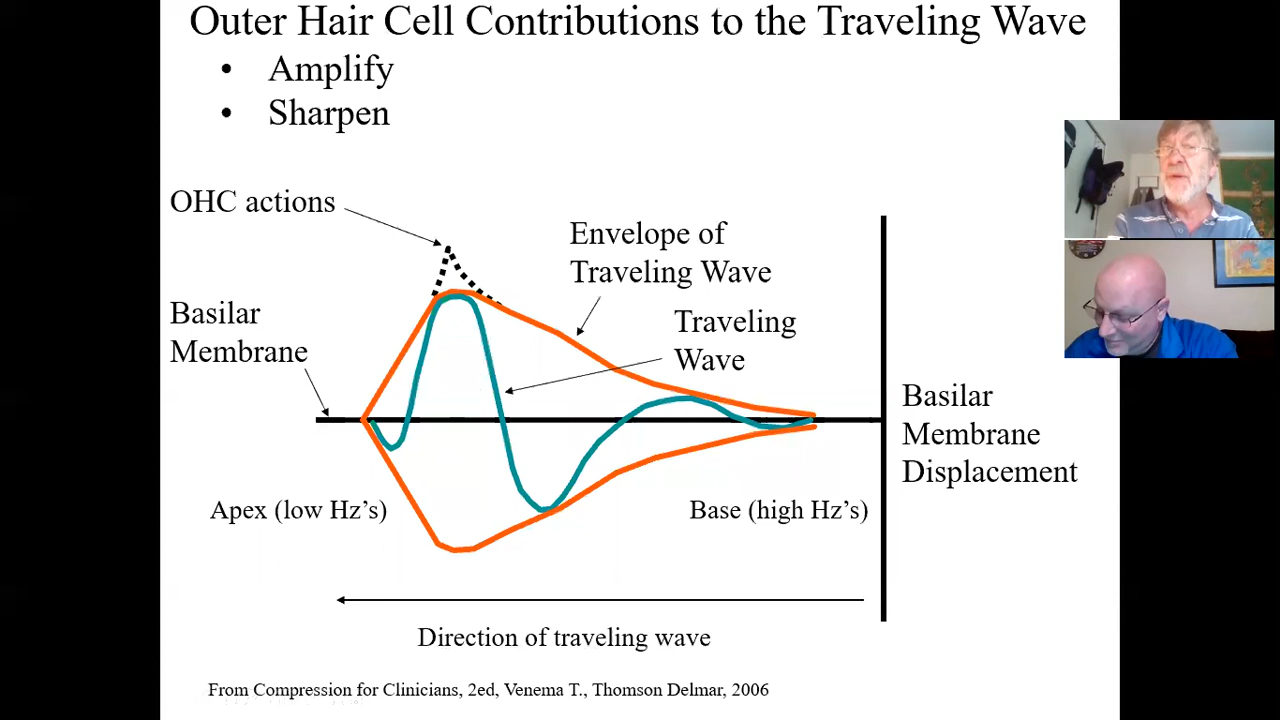 Outer Hair Cell Contributions to the Traveling Wave
• Amplify
• Sharpen
OHC actions
Envelope of
Traveling Wave
Basilar
Membrane
Traveling
Wave
Basilar
Membrane
Displacement
Apex (low Hz’s)
Base (high Hz’s)
Direction of traveling wave
From Compression for Clinicians, 2ed, Venema T., Thomson Delmar, 2006